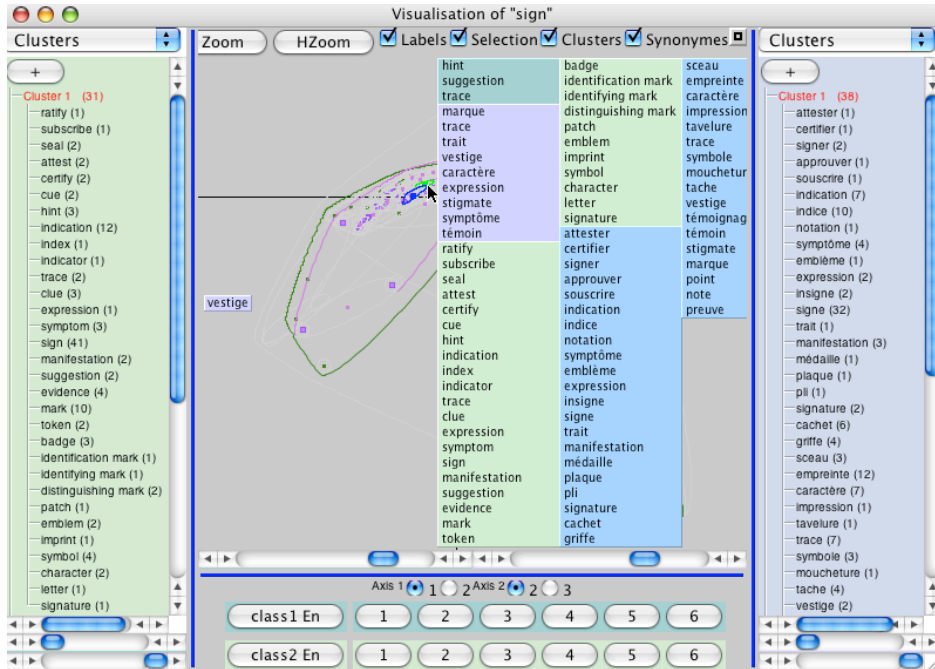 Visualisation of "sign"
Clusters
+
Cluster 1 (31)
ratify (1)
subscribe (1)
seal (2)
attest (2)
certify (2)
cue (2)
hint (3)
indication (12)
index (1)
indicator (1)
trace (2)
clue (3)
expression (1)
symptom (3)
sign (41)
manifestation (2)
suggestion (2)
evidence (4)
mark (10)
token (2)
badge (3)
identification mark (1)
identifying mark (1)
distinguishing mark (2)
patch (1)
emblem (2)
imprint (1)
symbol (4)
character (2)
letter (1)
signature (1)
Zoom HZoom Labels Selection Clusters Synonymes
vestige
hint
suggestion
trace
marque
trace
trait
vestige
caractère
expression
stigmate
symptôme
témoin
ratify
subscribe
seal
attest
certify
cue
hint
indication
index
indicator
trace
clue
expression
symptom
sign
manifestation
suggestion
evidence
mark
token
badge
identification mark
identifying mark
distinguishing mark
patch
emblem
imprint
symbol
character
letter
signature
attester
certifier
signer
approuver
souscrire
indication
indice
notation
symptôme
emblème
expression
insigne
signe
trait
manifestation
médaille
plaque
pli
signature
cachet
griffe
sceau
empreinte
caractère
impression
tavelure
trace
symbole
mouchetur
tache
vestige
témoignag
témoin
stigmate
marque
point
note
preuve
Axis 1 1 2 Axis 2 2 3
class1 En 1 2 3 4 5 6
class2 En 1 2 3 4 5 6
Clusters
+
Cluster 1 (38)
attester (1)
certifier (1)
signer (2)
approuver (1)
souscrire (1)
indication (7)
indice (10)
notation (1)
symptôme (4)
emblème (1)
expression (2)
insigne (2)
signe (32)
trait (1)
manifestation (3)
médaille (1)
plaque (1)
pli (1)
signature (2)
cachet (6)
griffe (4)
sceau (3)
empreinte (12)
caractère (7)
impression (1)
tavelure (1)
trace (7)
symbole (3)
moucheture (1)
tache (4)
vestige (2)